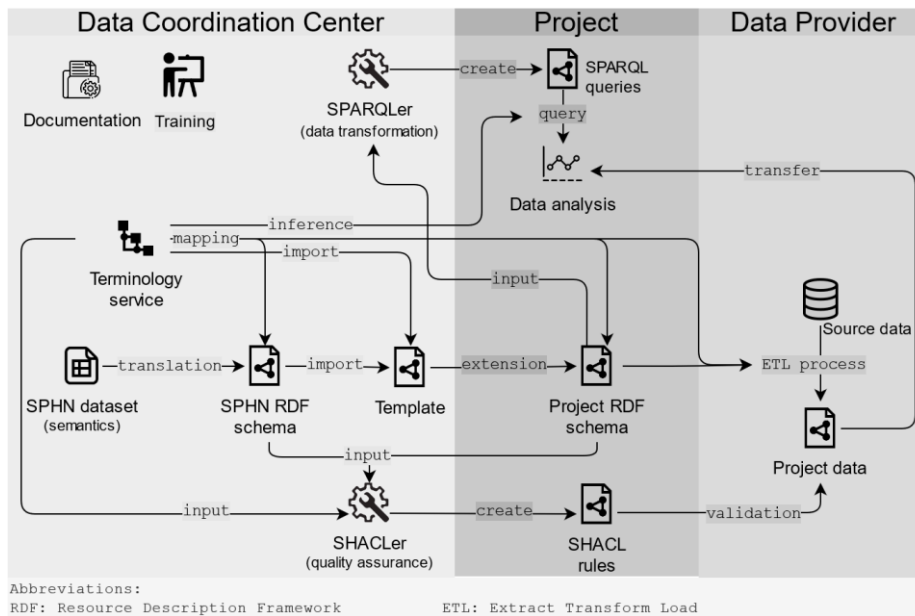 Data Coordination Center
Project
Data Provider
Documentation
Training
SPARQLer
(data transformation)
create
SPARQL
queries
query
Data analysis
transfer
inference
mapping
import
Terminology
service
input
Source data
SPHN dataset
(semantics)
translation
SPHN RDF
schema
import
Template
extension
Project RDF
schema
ETL process
Project data
input
input
SHACLer
(quality assurance)
create
SHACL
rules
validation
Abbreviations:
RDF: Resource Description Framework ETL: Extract Transform Load